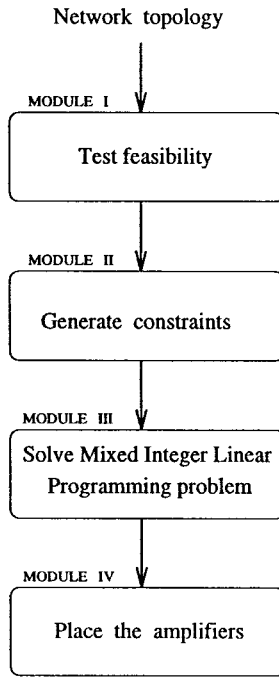 Network topology
MODULE I
Test feasibility
MODULE II
Generate constraints
MODULE III
Solve Mixed Integer Linear
Programming problem
MODULE IV
Place the amplifiers